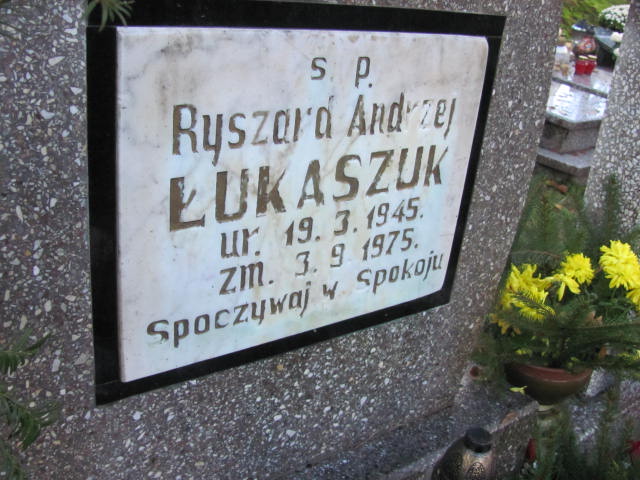 s. p.
Ryszard Andrzej
ŁUKASZUK
ur. 19. 3. 1945.
zm. 3. 9. 1975.
Spoczywaj w Spokoju